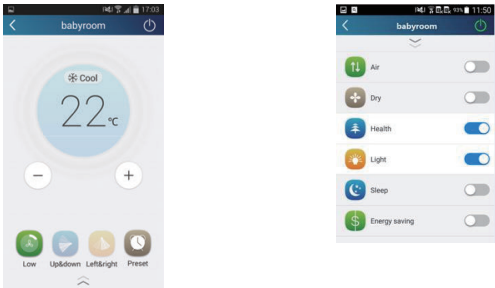 17:03
babyroom
Cool
22°C
− +
Low Up&down Left&right Preset
93% 11:50
babyroom
Air
Dry
Health
Light
Sleep
Energy saving